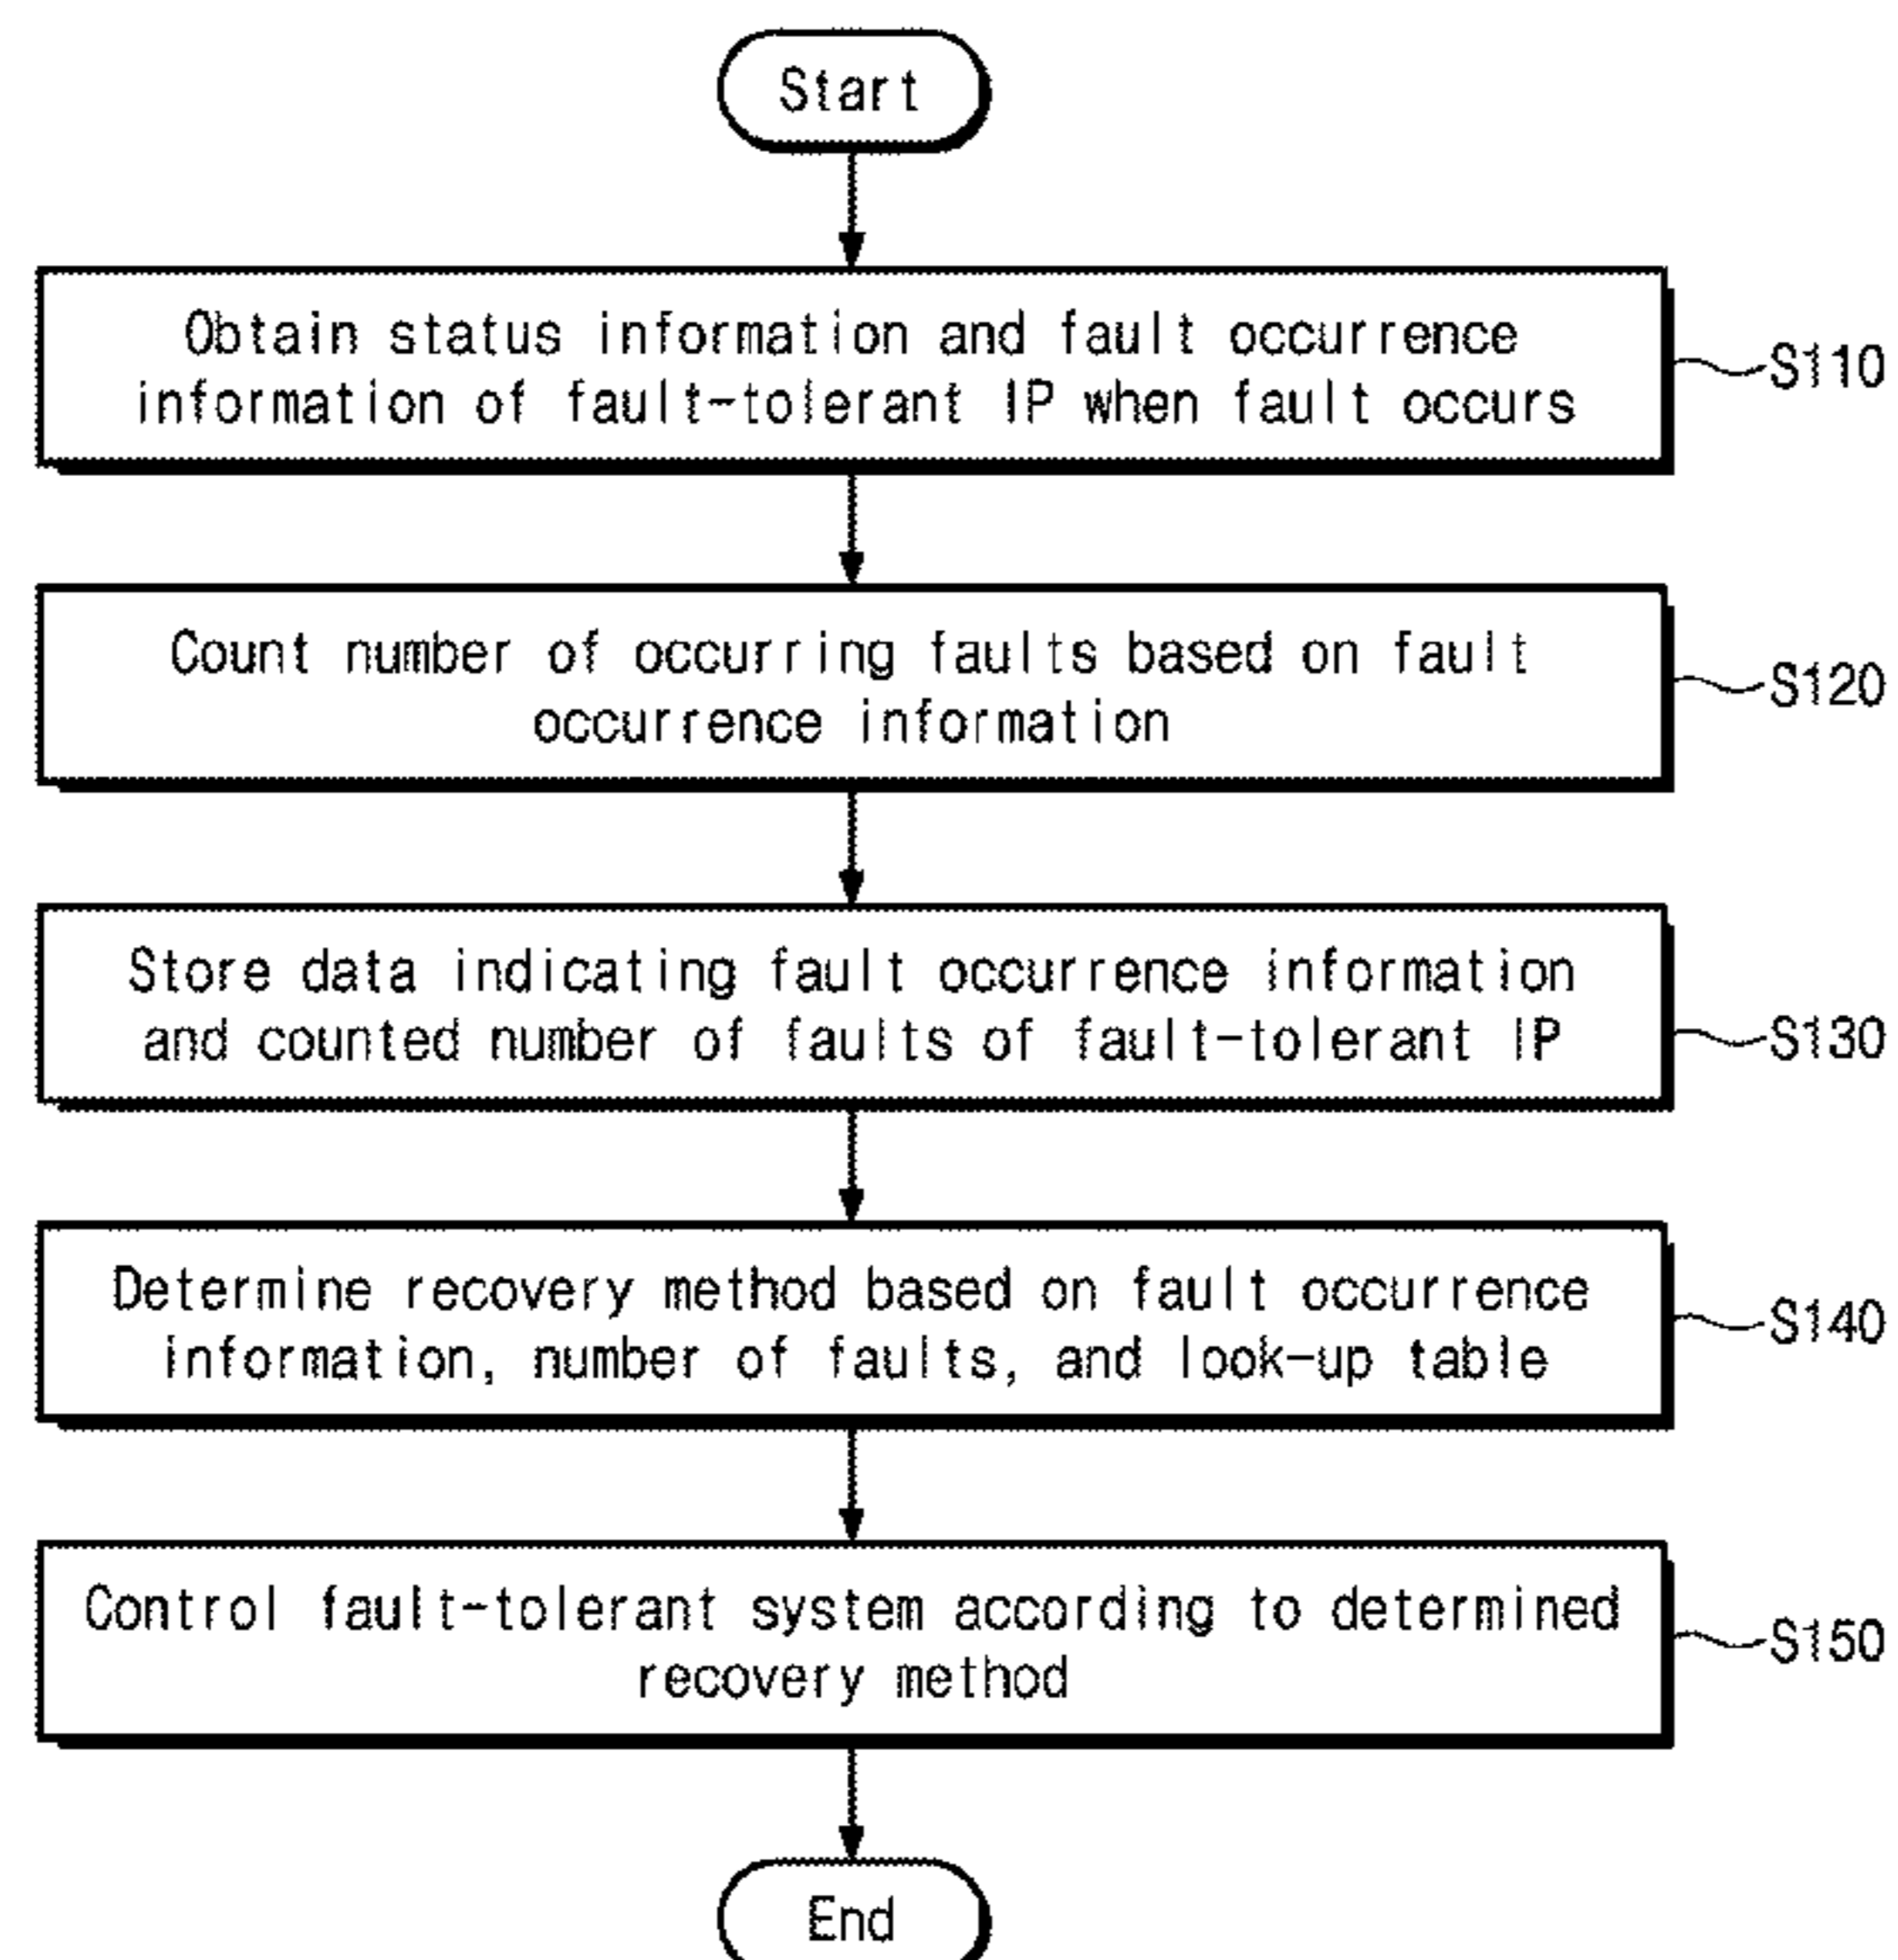 Start
Obtain status information and fault occurrence
information of fault-tolerant IP when fault occurs
S110
Count number of occurring faults based on fault
occurrence information
S120
Store data indicating fault occurrence information
and counted number of faults of fault-tolerant IP
S130
Determine recovery method based on fault occurrence
information, number of faults, and look-up table
S140
Control fault-tolerant system according to determined
recovery method
S150
End